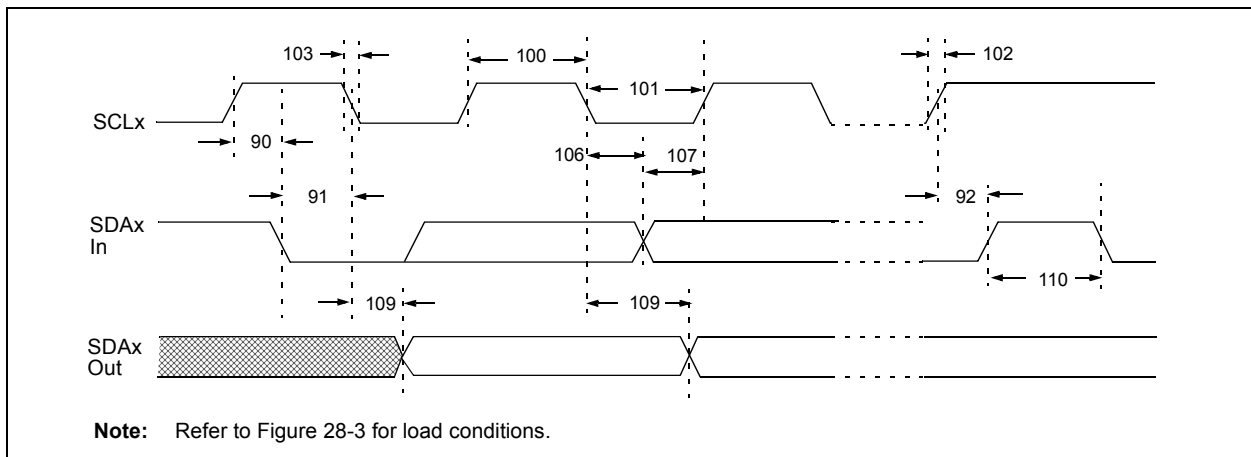 103
100
102
101
SCLx
90
106
107
91
92
SDAx
In
110
109
109
SDAx
Out
Note: Refer to Figure 28-3 for load conditions.